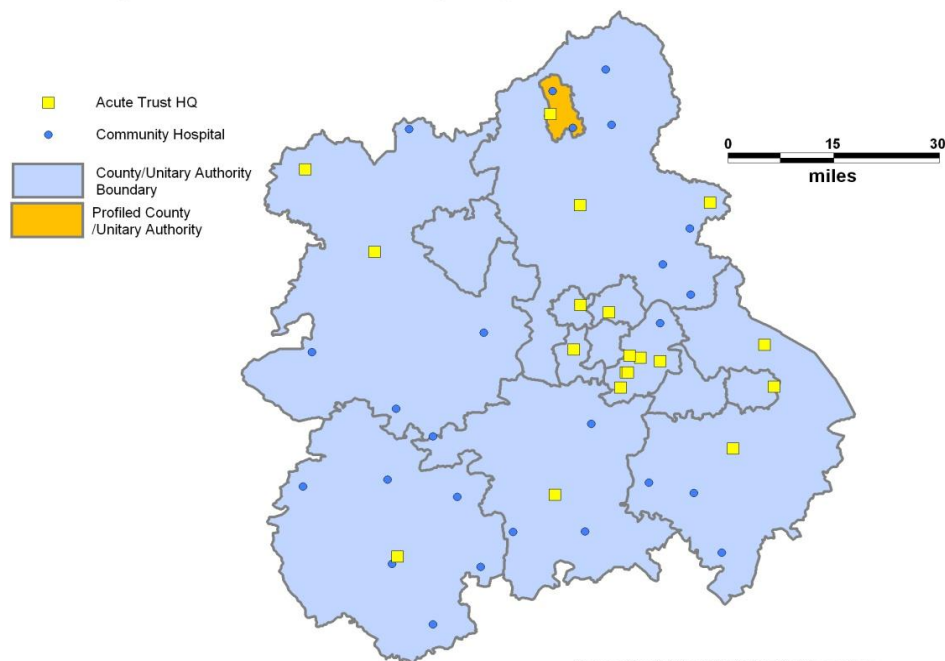 Acute Trust HQ
Community Hospital
County/Unitary Authority
Boundary
Profiled County
/Unitary Authority
0 15 30
miles